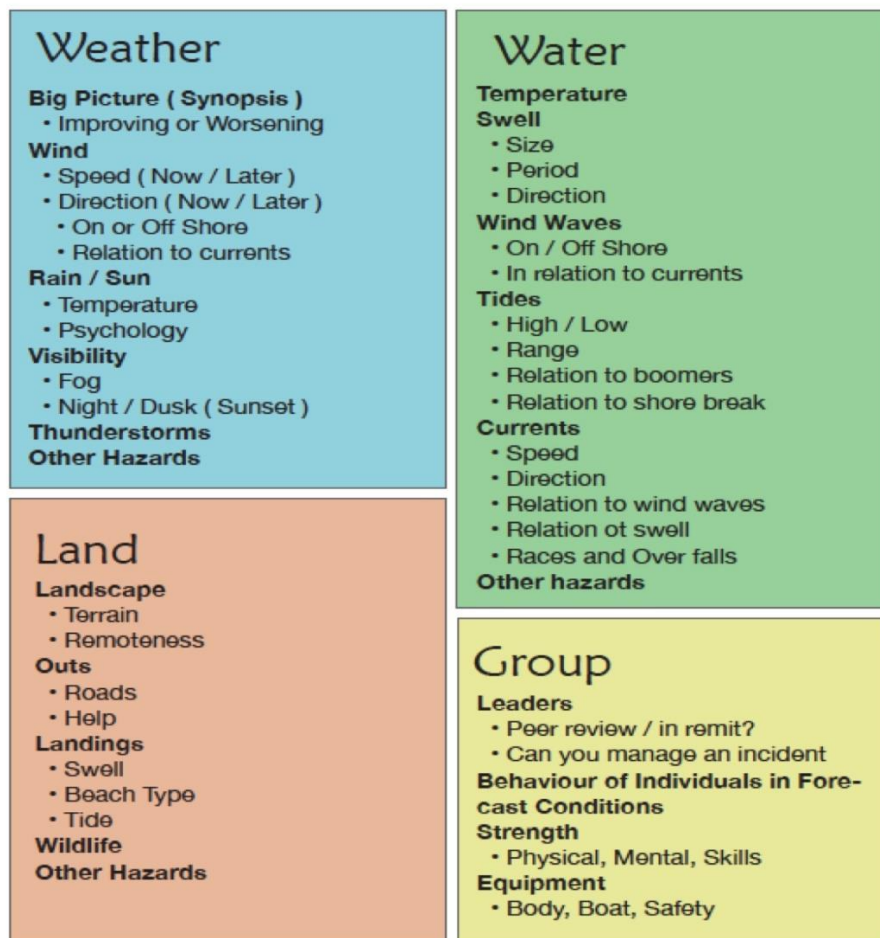 Weather
Big Picture ( Synopsis )
• Improving or Worsening
Wind
• Speed ( Now / Later )
• Direction ( Now / Later )
• On or Off Shore
• Relation to currents
Rain / Sun
• Temperature
• Psychology
Visibility
• Fog
• Night / Dusk ( Sunset )
Thunderstorms
Other Hazards
Water
Temperature
Swell
• Size
• Period
• Direction
Wind Waves
• On / Off Shore
• In relation to currents
Tides
• High / Low
• Range
• Relation to boomers
• Relation to shore break
Currents
• Speed
• Direction
• Relation to wind waves
• Relation ot swell
• Races and Over falls
Other hazards
Land
Landscape
• Terrain
• Remoteness
Outs
• Roads
• Help
Landings
• Swell
• Beach Type
• Tide
Wildlife
Other Hazards
Group
Leaders
• Peer review / in remit?
• Can you manage an incident
Behaviour of Individuals in Fore-
cast Conditions
Strength
• Physical, Mental, Skills
Equipment
• Body, Boat, Safety